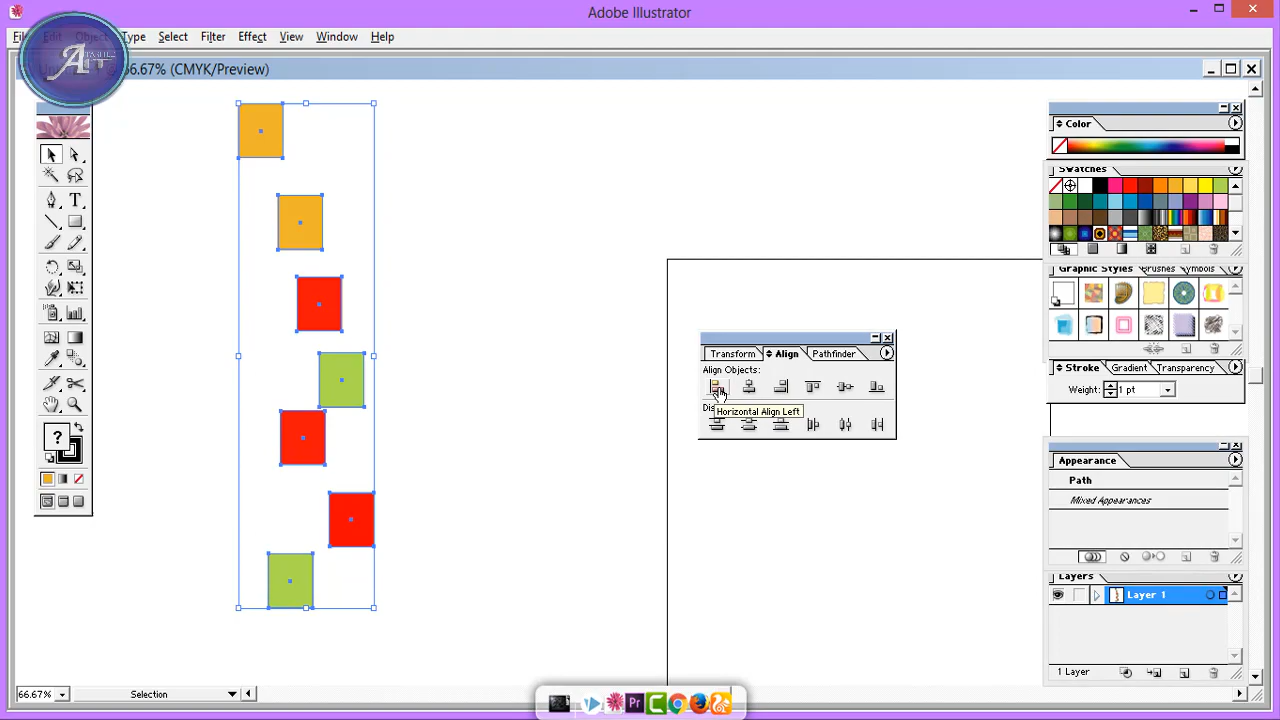 Adobe Illustrator
File Edit Object Type Select Filter Effect View Window Help
66.67% (CMYK/Preview)
Color
Swatches
Graphic Styles Brushes Symbols
Transform Align Pathfinder
Align Objects:
Horizontal Align Left
Stroke Gradient Transparency
Weight: 1 pt
?
Appearance
Path
Mixed Appearances
Layers
Layer 1
1 Layer
66.67% Selection
Pr